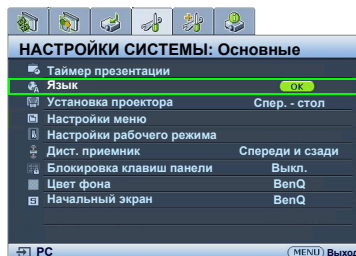 НАСТРОЙКИ СИСТЕМЫ: Основные
Таймер презентации
Язык OK
Установка проектора Спер. - стол
Настройки меню
Настройки рабочего режима
Дист. приемник Спереди и сзади
Блокировка клавиш панели Выкл.
Цвет фона BenQ
Начальный экран BenQ
PC MENU Выход